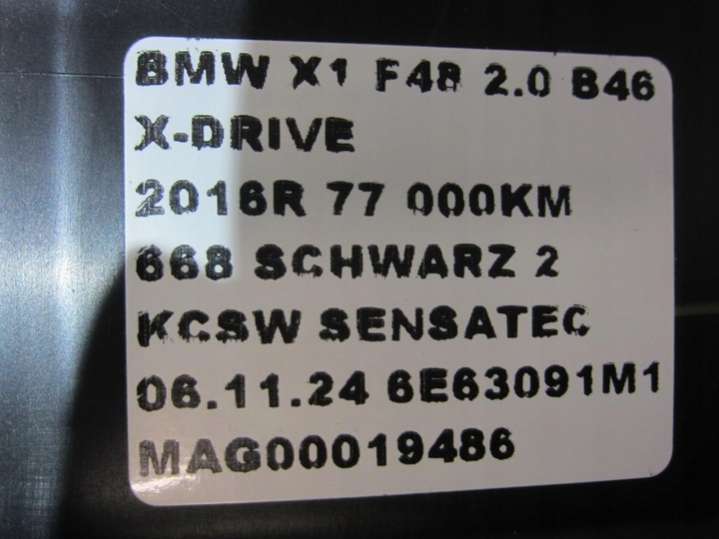 BMW X1 F48 2.0 B46
X-DRIVE
2016R 77 000KM
668 SCHWARZ 2
KCSW SENSATEC
06.11.24 6E63091M1
MAG00019486